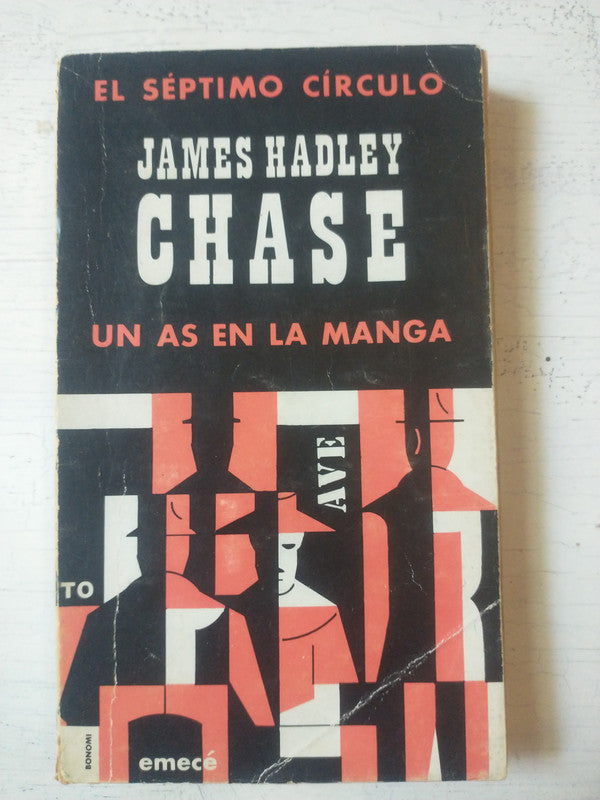 EL SÉPTIMO CÍRCULO
JAMES HADLEY
CHASE
UN AS EN LA MANGA
AVE
TO
BONOMI
emecé